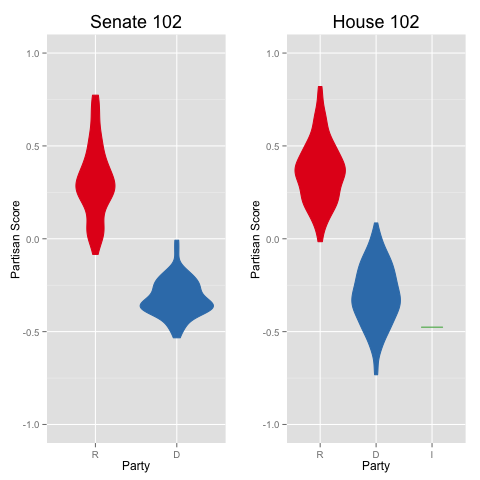 Senate 102
1.0
0.5
0.0
-0.5
-1.0
Partisan Score
R D
Party
House 102
1.0
0.5
0.0
-0.5
-1.0
Partisan Score
R D I
Party